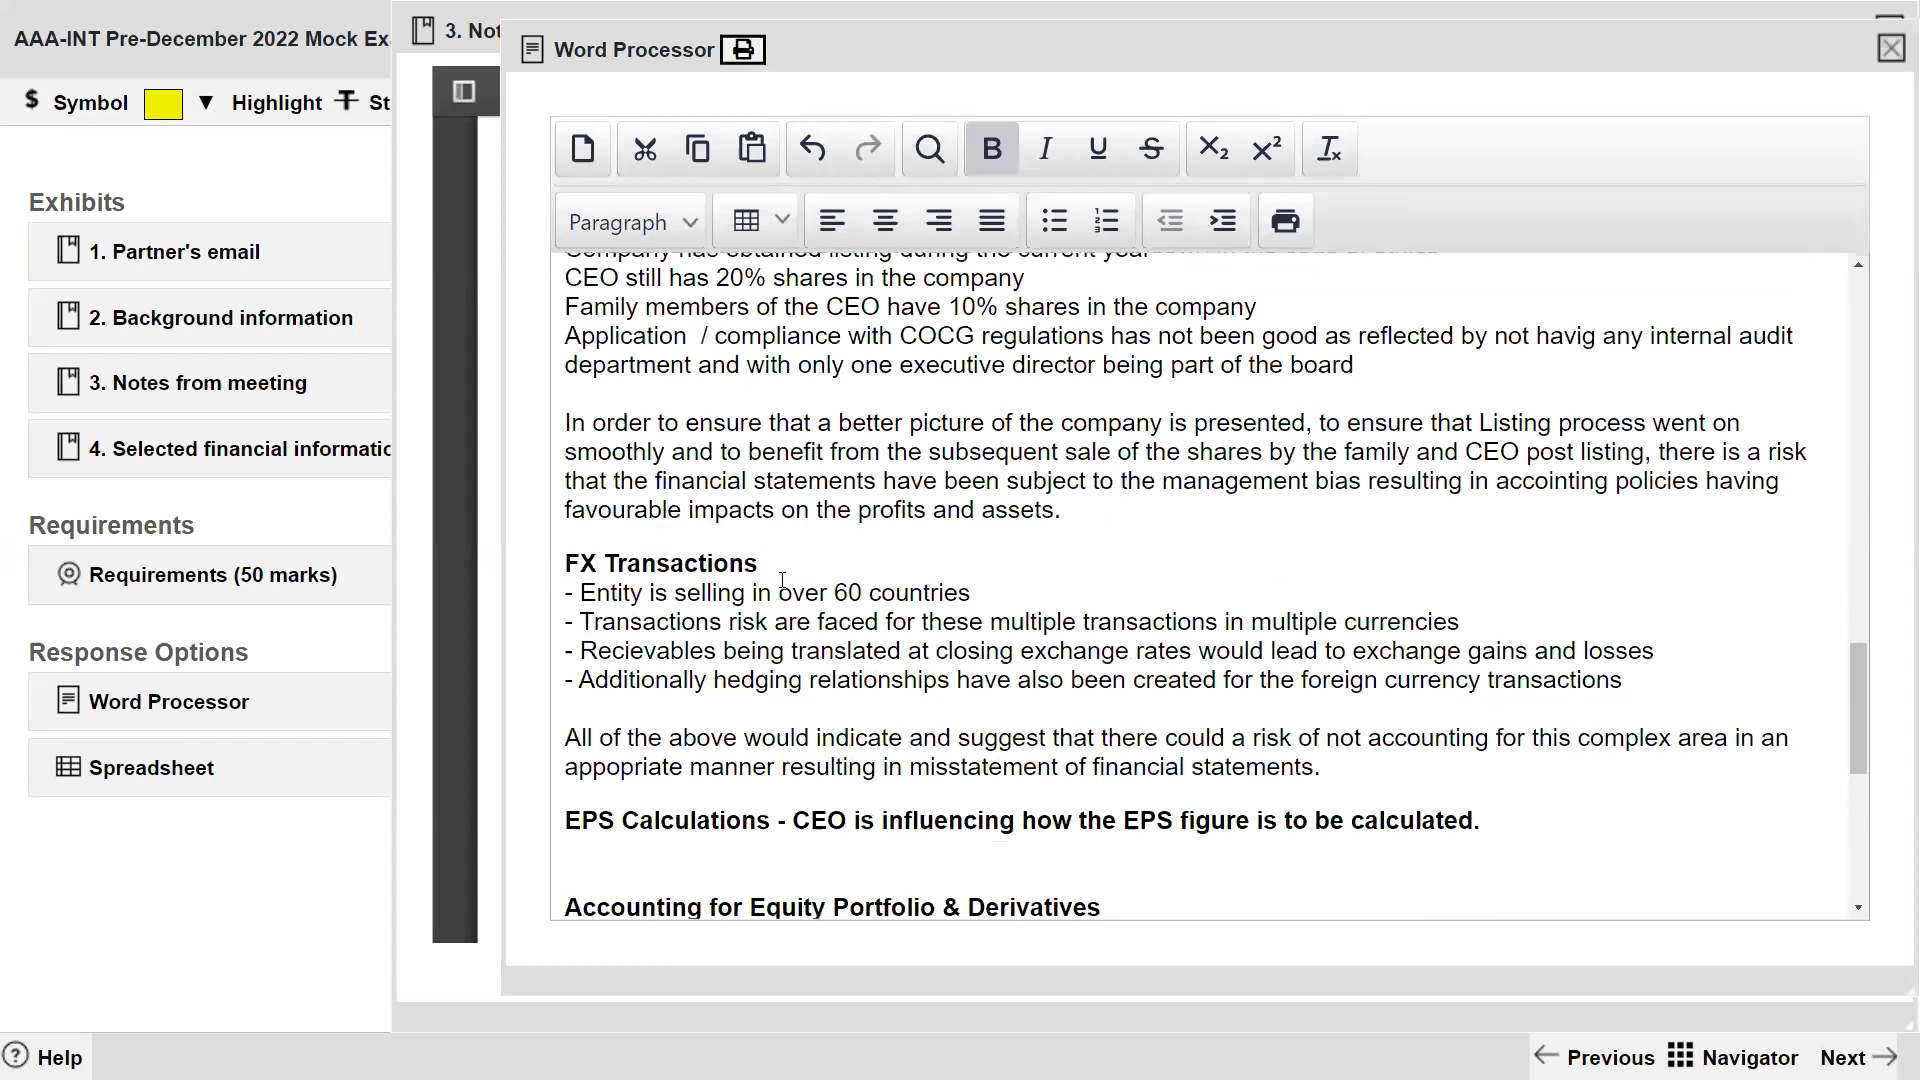 AAA-INT Pre-December 2022 Mock Ex
3. Not
Word Processor
$ Symbol
Highlight
St
Paragraph
Exhibits
1. Partner's email
2. Background information
3. Notes from meeting
4. Selected financial informatio
Requirements
Requirements (50 marks)
Response Options
Word Processor
Spreadsheet
Company has obtained listing during the current year
CEO still has 20% shares in the company
Family members of the CEO have 10% shares in the company
Application / compliance with COCG regulations has not been good as reflected by not havig any internal audit
department and with only one executive director being part of the board
In order to ensure that a better picture of the company is presented, to ensure that Listing process went on
smoothly and to benefit from the subsequent sale of the shares by the family and CEO post listing, there is a risk
that the financial statements have been subject to the management bias resulting in accointing policies having
favourable impacts on the profits and assets.
FX Transactions
- Entity is selling in over 60 countries
- Transactions risk are faced for these multiple transactions in multiple currencies
- Recievables being translated at closing exchange rates would lead to exchange gains and losses
- Additionally hedging relationships have also been created for the foreign currency transactions
All of the above would indicate and suggest that there could a risk of not accounting for this complex area in an
appopriate manner resulting in misstatement of financial statements.
EPS Calculations - CEO is influencing how the EPS figure is to be calculated.
Accounting for Equity Portfolio & Derivatives
Help
Previous
Navigator
Next